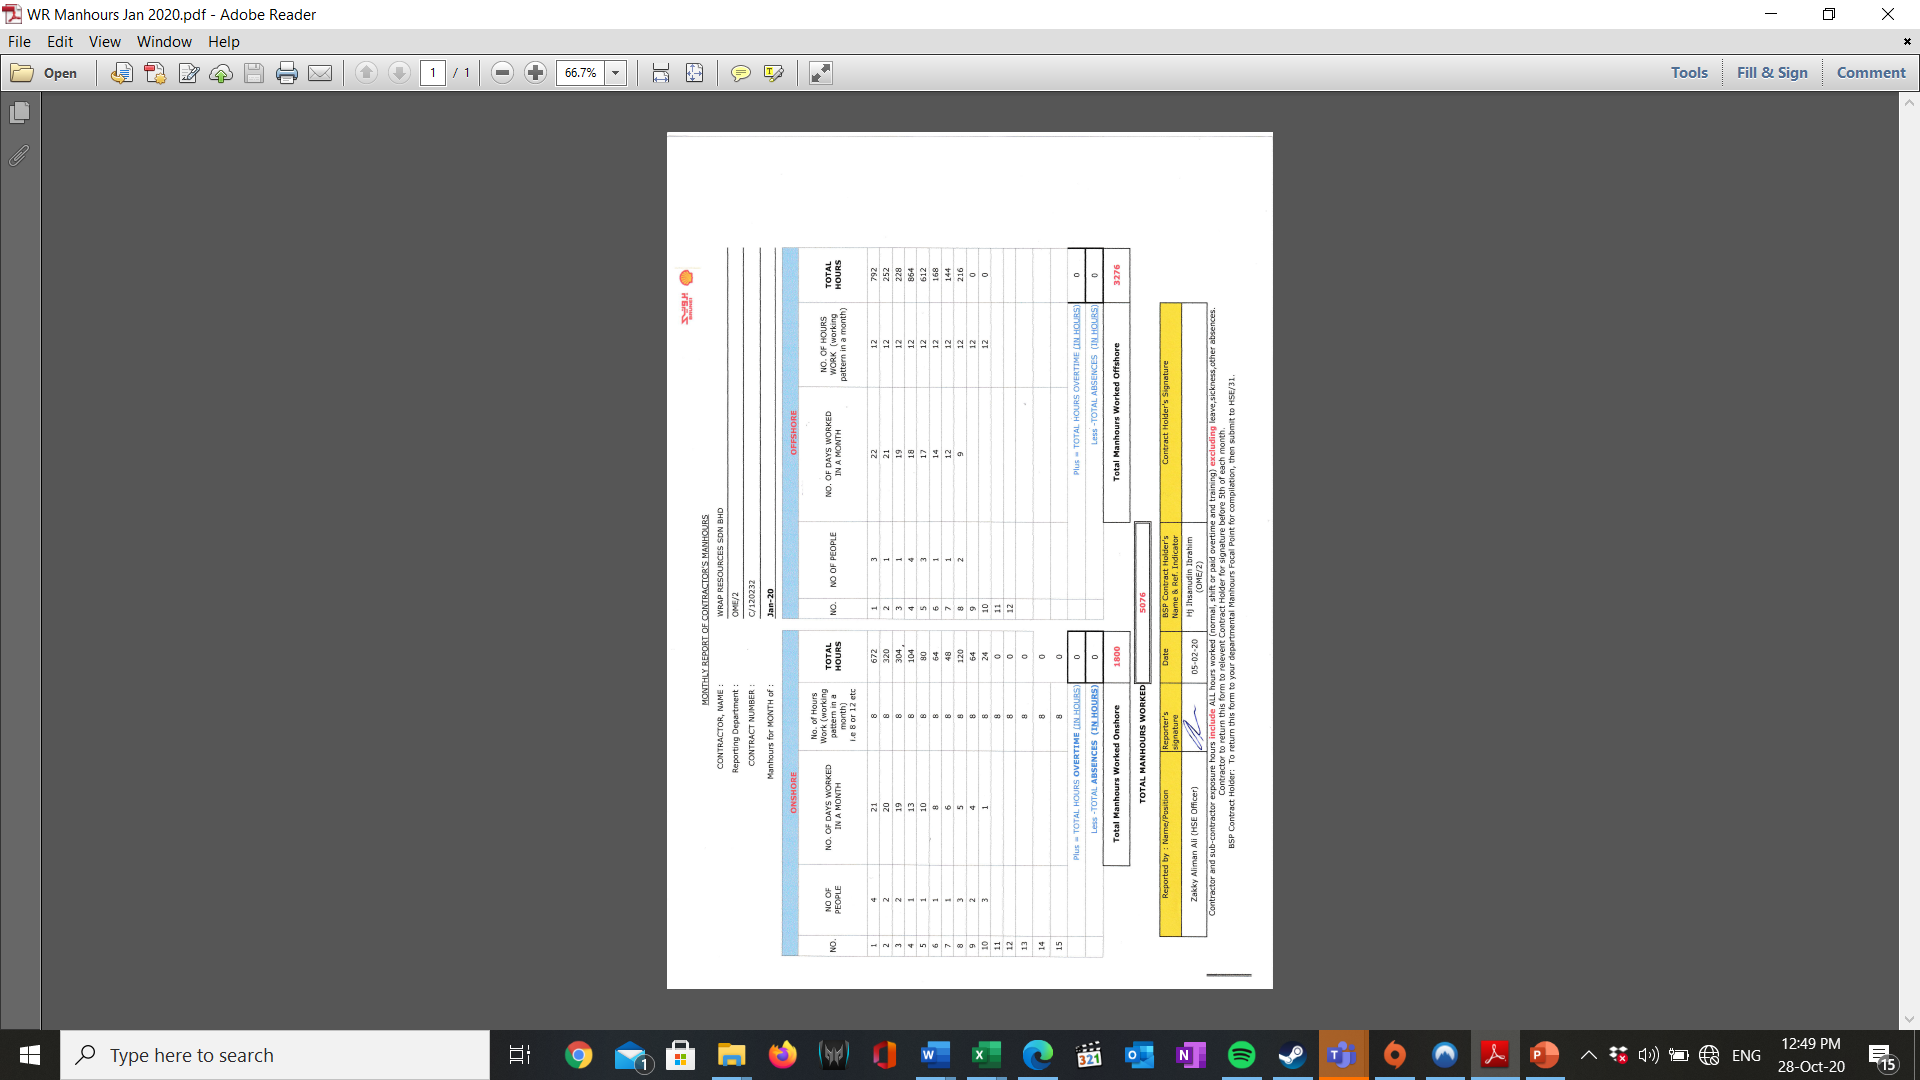 WR Manhours Jan 2020.pdf - Adobe Reader
File Edit View Window Help
Open 1 / 1 66.7% Tools Fill & Sign Comment
MONTHLY REPORT OF CONTRACTOR'S MANHOURS
CONTRACTOR, NAME : WRAP RESOURCES SDN BHD
Reporting Department : OME/2
CONTRACT NUMBER : C/120232
Manhours for MONTH of : Jan-20
ONSHORE OFFSHORE
NO. NO OF PEOPLE NO. OF DAYS WORKED IN A MONTH No. of Hours Work (working pattern in a month) i.e 8 or 12 etc TOTAL HOURS NO. NO OF PEOPLE NO. OF DAYS WORKED IN A MONTH NO. OF HOURS WORK (working pattern in a month) TOTAL HOURS
1 4 21 8 672 1 3 22 12 792
2 2 20 8 320 2 1 21 12 252
3 2 19 8 304 3 1 19 12 228
4 1 13 8 104 4 4 18 12 864
5 1 10 8 80 5 3 17 12 612
6 1 8 8 64 6 1 14 12 168
7 1 6 8 48 7 1 12 12 144
8 3 5 8 120 8 2 9 12 216
9 2 4 8 64 9 12 0
10 3 1 8 24 10 12 0
11 8 0 11
12 8 0 12
13 8 0
14 8 0
15 8 0
Plus = TOTAL HOURS OVERTIME (IN HOURS) 0 Plus = TOTAL HOURS OVERTIME (IN HOURS) 0
Less -TOTAL ABSENCES (IN HOURS) 0 Less -TOTAL ABSENCES (IN HOURS) 0
Total Manhours Worked Onshore 1800 Total Manhours Worked Offshore 3276
TOTAL MANHOURS WORKED 5076
Reported by : Name/Position Reporter's signature Date BSP Contract Holder's Name & Ref. Indicator Contract Holder's Signature
Zakky Aliman Ali (HSE Officer) 05-02-20 Hj Ihsanudin Ibrahim (OME/2)
Contractor and sub-contractor exposure hours include ALL hours worked (normal, shift or paid overtime and training) excluding leave,sickness,other absences.
Contractor to return this form to relevent Contract Holder for signature before 5th of each month.
BSP Contract Holder: To return this form to your departmental Manhours Focal Point for compilation, then submit to HSE/31.
Type here to search
1
321
ENG
12:49 PM
28-Oct-20
15